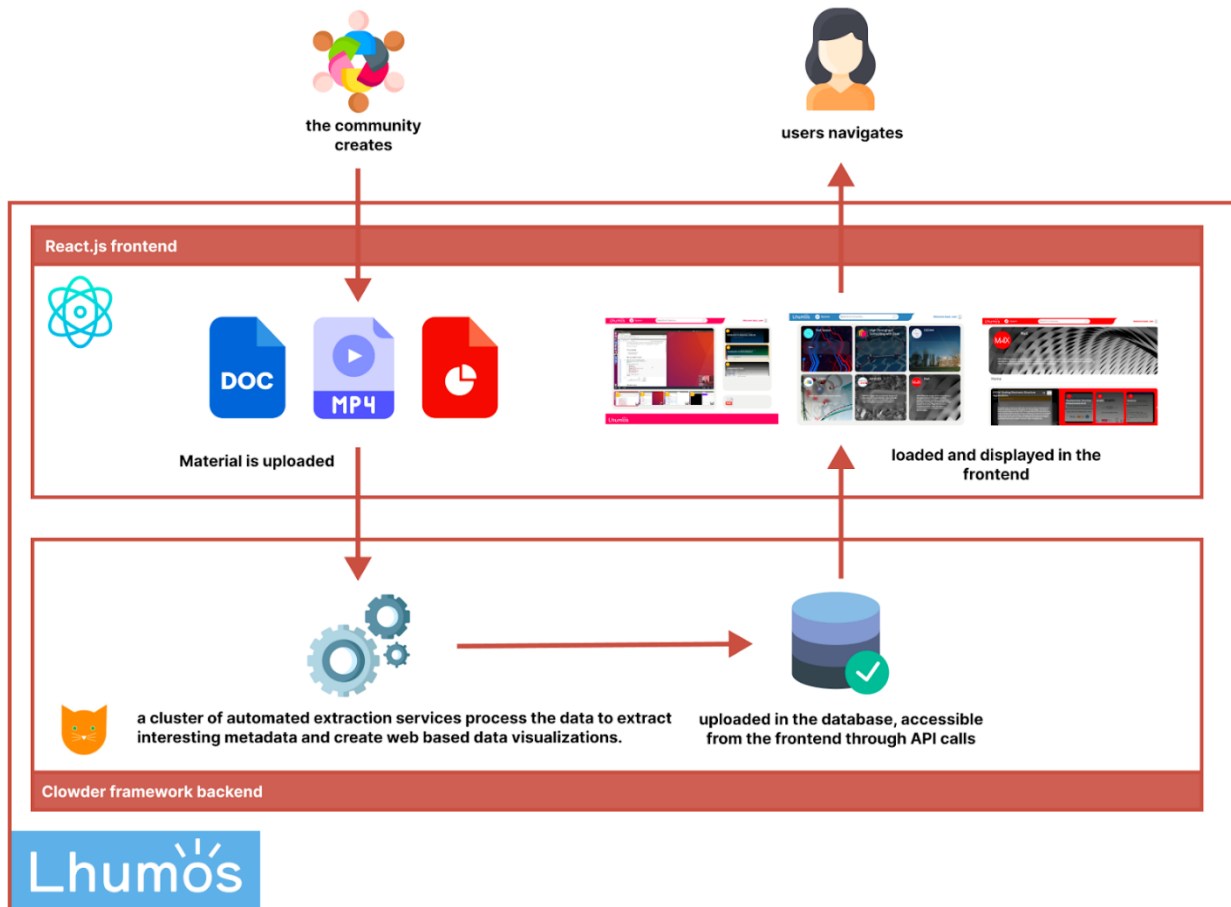 the community
creates
users navigates
React.js frontend
DOC
MP4
Lhumos
MAX
Material is uploaded
loaded and displayed in the
frontend
a cluster of automated extraction services process the data to extract
interesting metadata and create web based data visualizations.
uploaded in the database, accessible
from the frontend through API calls
Clowder framework backend
Lhumos